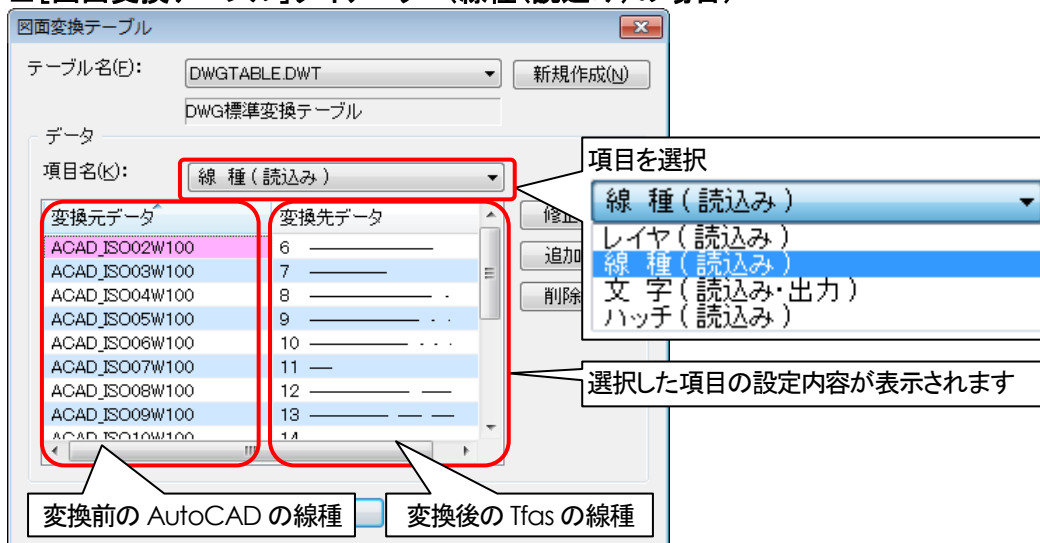 図面変換テーブル
テーブル名(F):
DWGTABLE.DWT
新規作成(N)
DWG標準変換テーブル
データ
項目名(K):
線 種(読込み)
変換元データ
変換先データ
修正
ACAD_ISO02W100
6
ACAD_ISO03W100
7
追加
ACAD_ISO04W100
8
削除
ACAD_ISO05W100
9
ACAD_ISO06W100
10
ACAD_ISO07W100
11
ACAD_ISO08W100
12
ACAD_ISO09W100
13
ACAD_ISO10W100
14
項目を選択
線 種(読込み)
レイヤ(読込み)
線 種(読込み)
文 字(読込み・出力)
ハッチ(読込み)
選択した項目の設定内容が表示されます
変換前の AutoCAD の線種
変換後の Tfas の線種